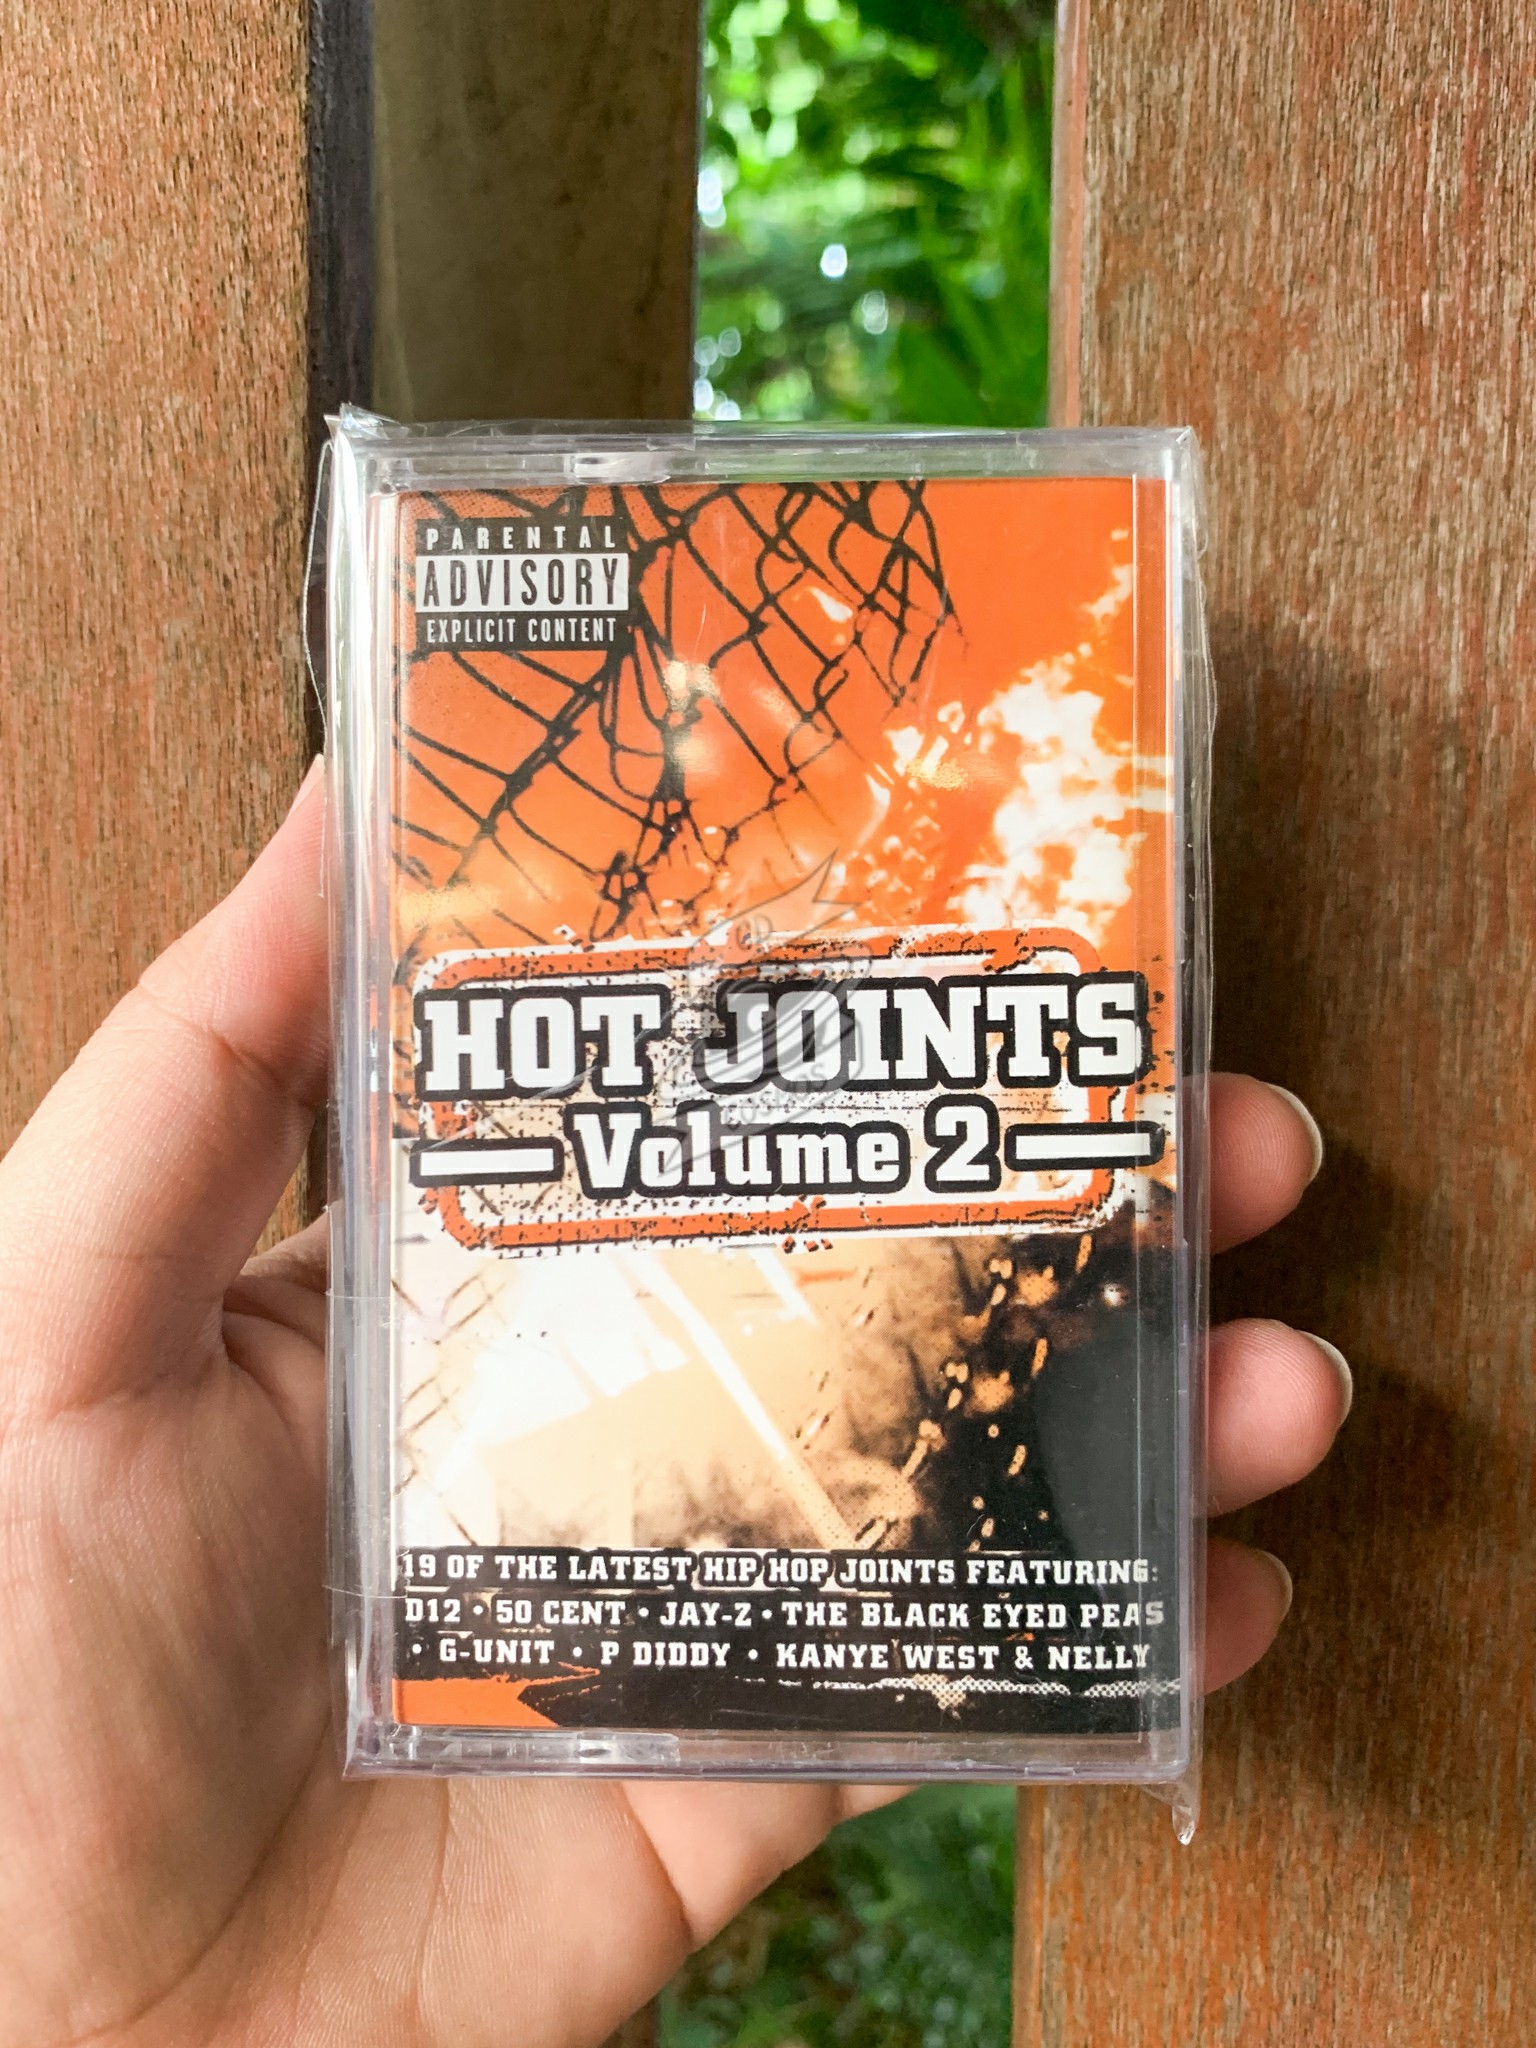 PARENTAL
ADVISORY
EXPLICIT CONTENT
HOT JOINTS
Volume 2
19 OF THE LATEST HIP HOP JOINTS FEATURING:
D12 • 50 CENT • JAY-Z • THE BLACK EYED PEAS
• G-UNIT • P DIDDY • KANYE WEST & NELLY